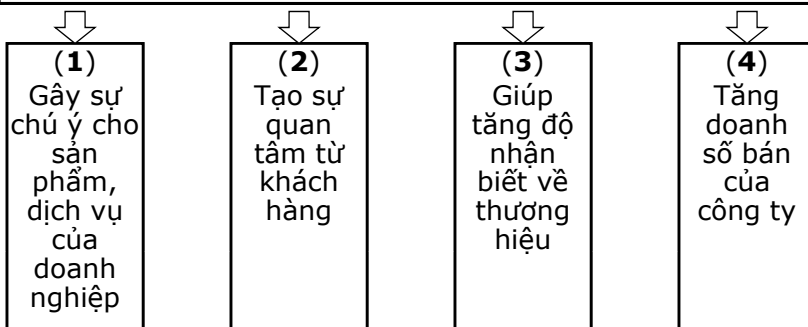 (1)
Gây sự
chú ý cho
sản
phẩm,
dịch vụ
của
doanh
nghiệp
(2)
Tạo sự
quan
tâm từ
khách
hàng
(3)
Giúp
tăng độ
nhận
biết về
thương
hiệu
(4)
Tăng
doanh
số bán
của
công ty